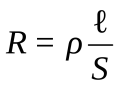 R = ρ ℓ/S